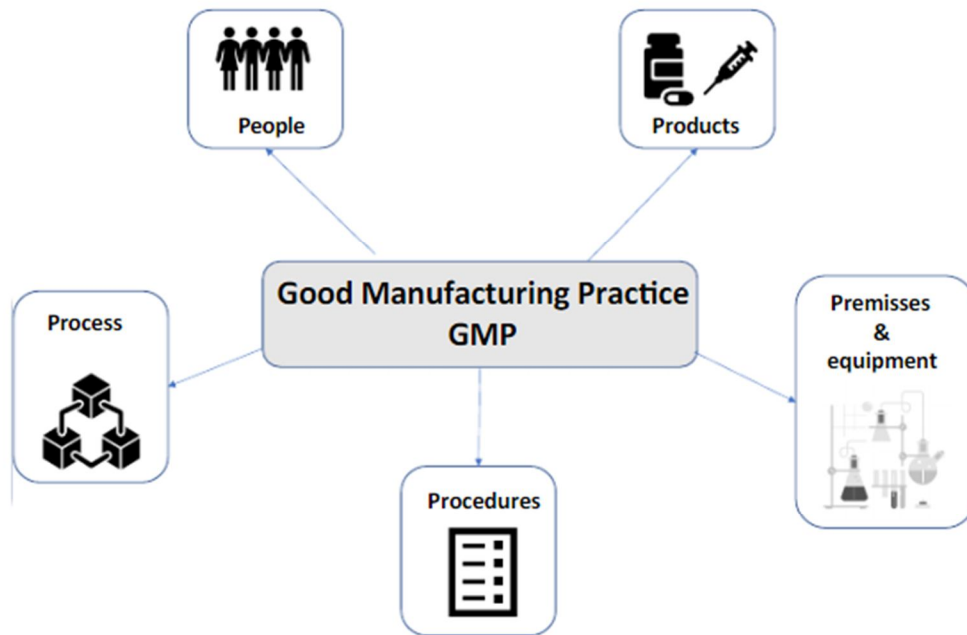 People
Products
Good Manufacturing Practice
GMP
Process
Premisses
&
equipment
Procedures